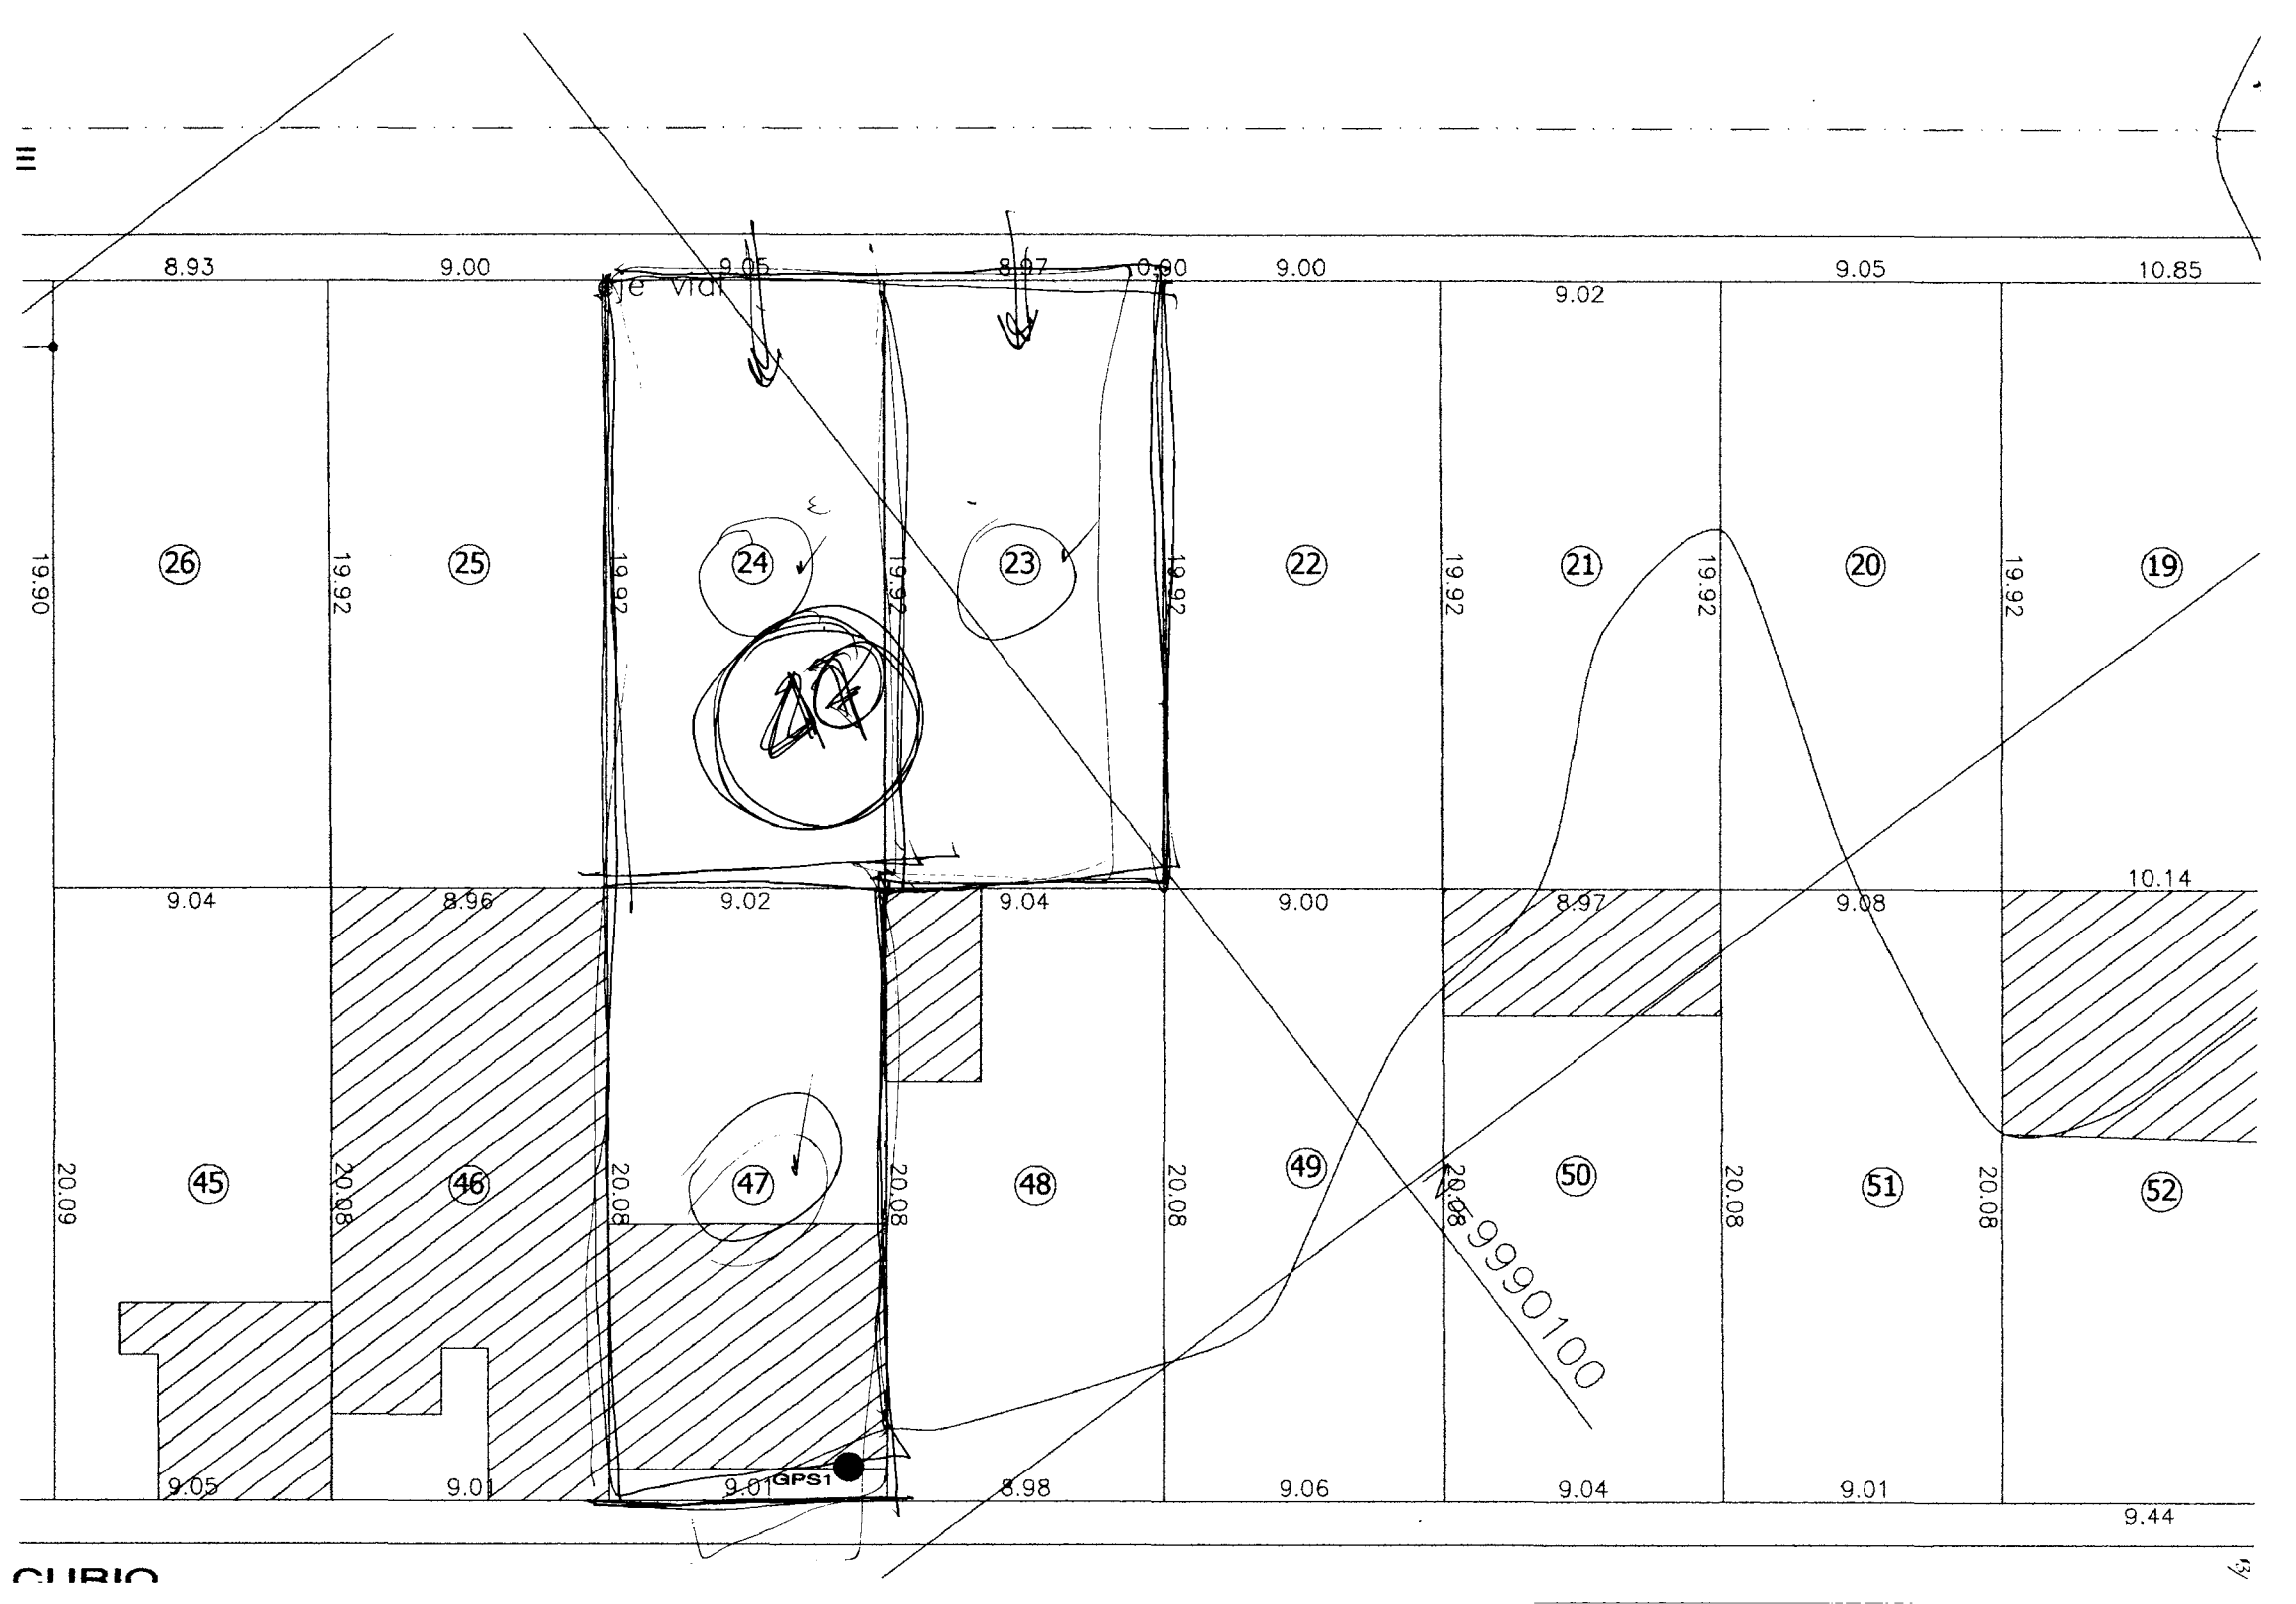 III
8.93 9.00 9.05 8.97 0.90 9.00 9.05 10.85
eje vial 9.02
26 25 24 23 22 21 20 19
19.90 19.92 19.92 19.92 19.92 19.92 19.92 19.92
10.14
9.04 8.96 9.02 9.04 9.00 8.97 9.08
45 46 47 48 49 50 51 52
20.09 20.08 20.08 20.08 20.08 20.08 20.08 20.08
9990100
GPS1
9.05 9.01 9.01 8.98 9.06 9.04 9.01
9.44
CUBIO